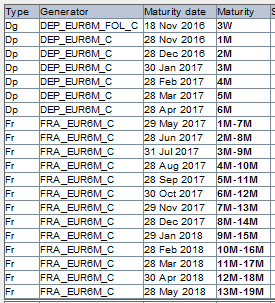 Type Generator Maturity date Maturity S
Dg DEP_EUR6M_FOL_C 18 Nov 2016 3W
Dp DEP_EUR6M_C 28 Nov 2016 1M
Dp DEP_EUR6M_C 28 Dec 2016 2M
Dp DEP_EUR6M_C 30 Jan 2017 3M
Dp DEP_EUR6M_C 28 Feb 2017 4M
Dp DEP_EUR6M_C 28 Mar 2017 5M
Dp DEP_EUR6M_C 28 Apr 2017 6M
Fr FRA_EUR6M_C 29 May 2017 1M-7M
Fr FRA_EUR6M_C 28 Jun 2017 2M-8M
Fr FRA_EUR6M_C 31 Jul 2017 3M-9M
Fr FRA_EUR6M_C 28 Aug 2017 4M-10M
Fr FRA_EUR6M_C 28 Sep 2017 5M-11M
Fr FRA_EUR6M_C 30 Oct 2017 6M-12M
Fr FRA_EUR6M_C 29 Nov 2017 7M-13M
Fr FRA_EUR6M_C 28 Dec 2017 8M-14M
Fr FRA_EUR6M_C 29 Jan 2018 9M-15M
Fr FRA_EUR6M_C 28 Feb 2018 10M-16M
Fr FRA_EUR6M_C 28 Mar 2018 11M-17M
Fr FRA_EUR6M_C 30 Apr 2018 12M-18M
Fr FRA_EUR6M_C 28 May 2018 13M-19M